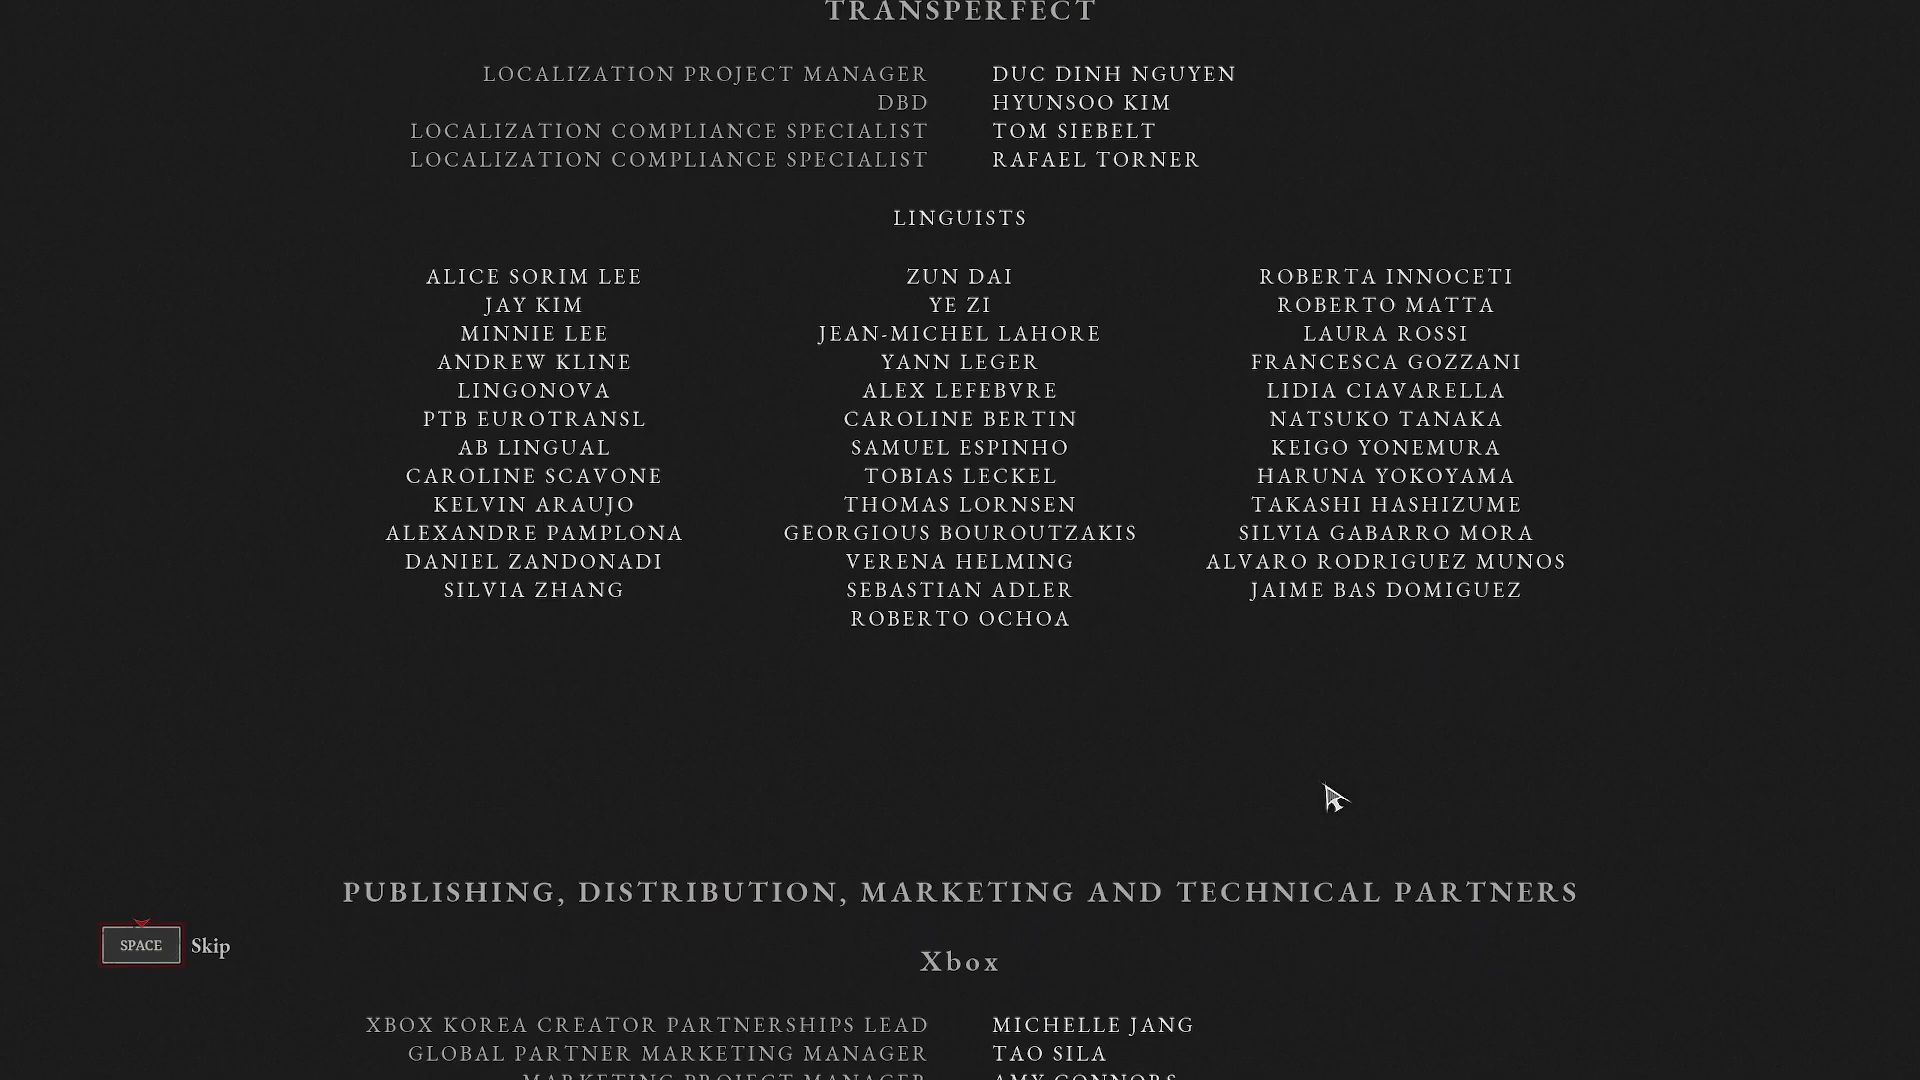 TRANSPERFECT
LOCALIZATION PROJECT MANAGER DUC DINH NGUYEN
DBD HYUNSOO KIM
LOCALIZATION COMPLIANCE SPECIALIST TOM SIEBELT
LOCALIZATION COMPLIANCE SPECIALIST RAFAEL TORNER
LINGUISTS
ALICE SORIM LEE ZUN DAI ROBERTA INNOCETI
JAY KIM YE ZI ROBERTO MATTA
MINNIE LEE JEAN-MICHEL LAHORE LAURA ROSSI
ANDREW KLINE YANN LEGER FRANCESCA GOZZANI
LINGONOVA ALEX LEFEBVRE LIDIA CIAVARELLA
PTB EUROTRANSL CAROLINE BERTIN NATSUKO TANAKA
AB LINGUAL SAMUEL ESPINHO KEIGO YONEMURA
CAROLINE SCAVONE TOBIAS LECKEL HARUNA YOKOYAMA
KELVIN ARAUJO THOMAS LORNSEN TAKASHI HASHIZUME
ALEXANDRE PAMPLONA GEORGIOUS BOUROUTZAKIS SILVIA GABARRO MORA
DANIEL ZANDONADI VERENA HELMING ALVARO RODRIGUEZ MUNOS
SILVIA ZHANG SEBASTIAN ADLER JAIME BAS DOMIGUEZ
ROBERTO OCHOA
PUBLISHING, DISTRIBUTION, MARKETING AND TECHNICAL PARTNERS
SPACE Skip
Xbox
XBOX KOREA CREATOR PARTNERSHIPS LEAD MICHELLE JANG
GLOBAL PARTNER MARKETING MANAGER TAO SILA
MARKETING PROJECT MANAGER AMY CONNORS